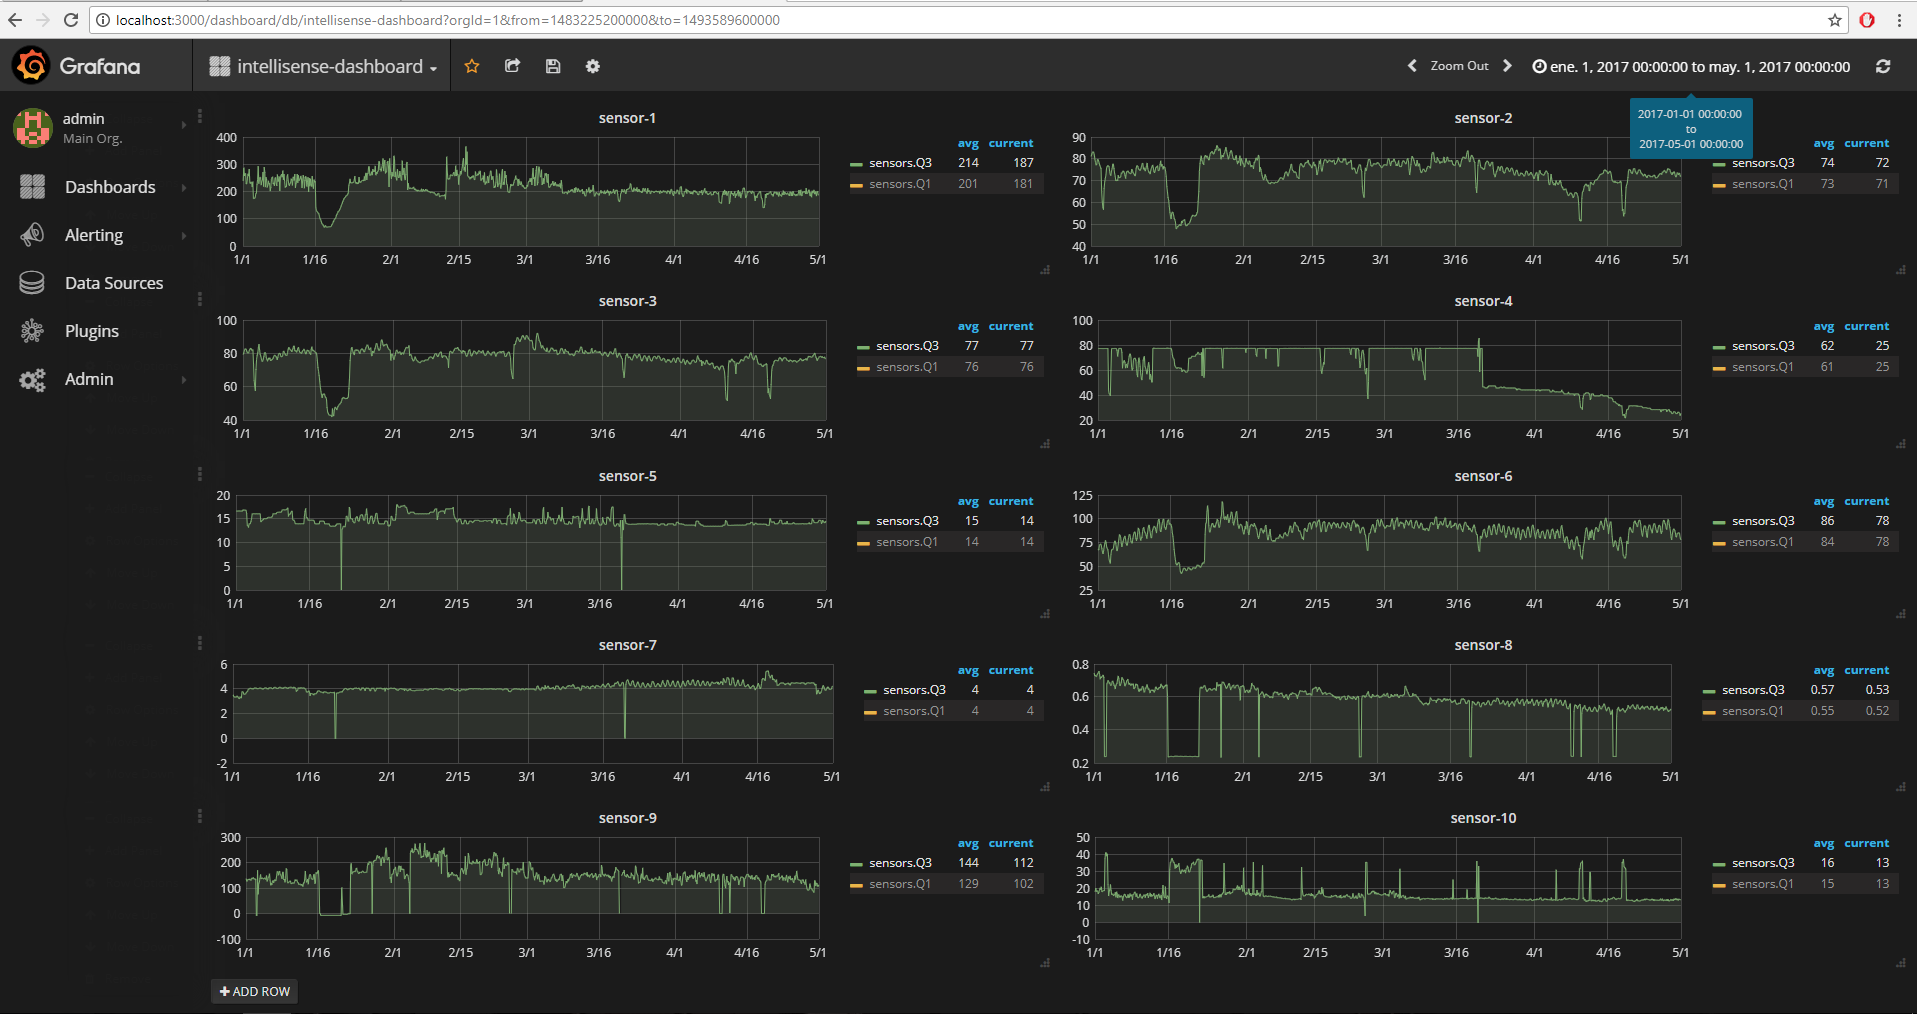 localhost:3000/dashboard/db/intellisense-dashboard?orgId=1&from=1483225200000&to=1493589600000
Grafana
intellisense-dashboard
Zoom Out
ene. 1, 2017 00:00:00 to may. 1, 2017 00:00:00
2017-01-01 00:00:00
to
2017-05-01 00:00:00
admin
Main Org.
Dashboards
Alerting
Data Sources
Plugins
Admin
sensor-1
400
300
200
100
0
1/1 1/16 2/1 2/15 3/1 3/16 4/1 4/16 5/1
avg current
sensors.Q3 214 187
sensors.Q1 201 181
sensor-2
90
80
70
60
50
40
1/1 1/16 2/1 2/15 3/1 3/16 4/1 4/16 5/1
avg current
sensors.Q3 74 72
sensors.Q1 73 71
sensor-3
100
80
60
40
1/1 1/16 2/1 2/15 3/1 3/16 4/1 4/16 5/1
avg current
sensors.Q3 77 77
sensors.Q1 76 76
sensor-4
100
80
60
40
20
1/1 1/16 2/1 2/15 3/1 3/16 4/1 4/16 5/1
avg current
sensors.Q3 62 25
sensors.Q1 61 25
sensor-5
20
15
10
5
0
1/1 1/16 2/1 2/15 3/1 3/16 4/1 4/16 5/1
avg current
sensors.Q3 15 14
sensors.Q1 14 14
sensor-6
125
100
75
50
25
1/1 1/16 2/1 2/15 3/1 3/16 4/1 4/16 5/1
avg current
sensors.Q3 86 78
sensors.Q1 84 78
sensor-7
6
4
2
0
-2
1/1 1/16 2/1 2/15 3/1 3/16 4/1 4/16 5/1
avg current
sensors.Q3 4 4
sensors.Q1 4 4
sensor-8
0.8
0.6
0.4
0.2
1/1 1/16 2/1 2/15 3/1 3/16 4/1 4/16 5/1
avg current
sensors.Q3 0.57 0.53
sensors.Q1 0.55 0.52
sensor-9
300
200
100
0
-100
1/1 1/16 2/1 2/15 3/1 3/16 4/1 4/16 5/1
avg current
sensors.Q3 144 112
sensors.Q1 129 102
sensor-10
50
40
30
20
10
0
-10
1/1 1/16 2/1 2/15 3/1 3/16 4/1 4/16 5/1
avg current
sensors.Q3 16 13
sensors.Q1 15 13
+ ADD ROW